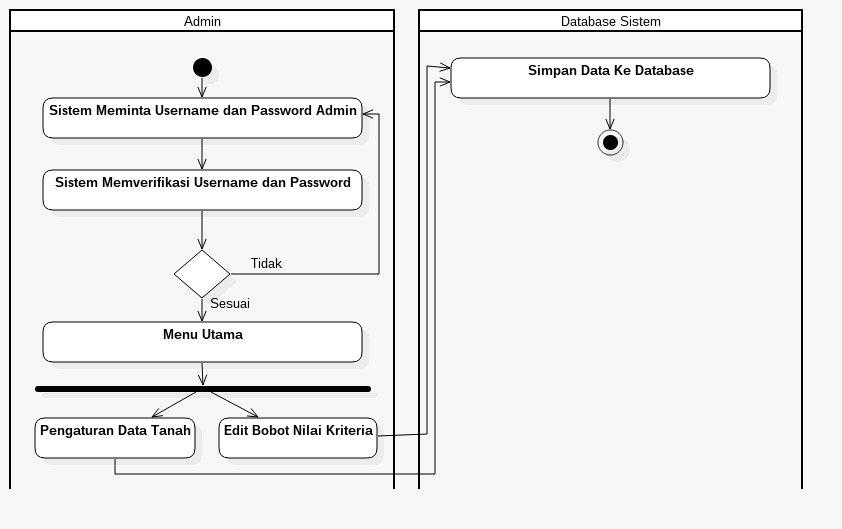 Admin
Database Sistem
Simpan Data Ke Database
Sistem Meminta Username dan Password Admin
Sistem Memverifikasi Username dan Password
Tidak
Sesuai
Menu Utama
Pengaturan Data Tanah
Edit Bobot Nilai Kriteria